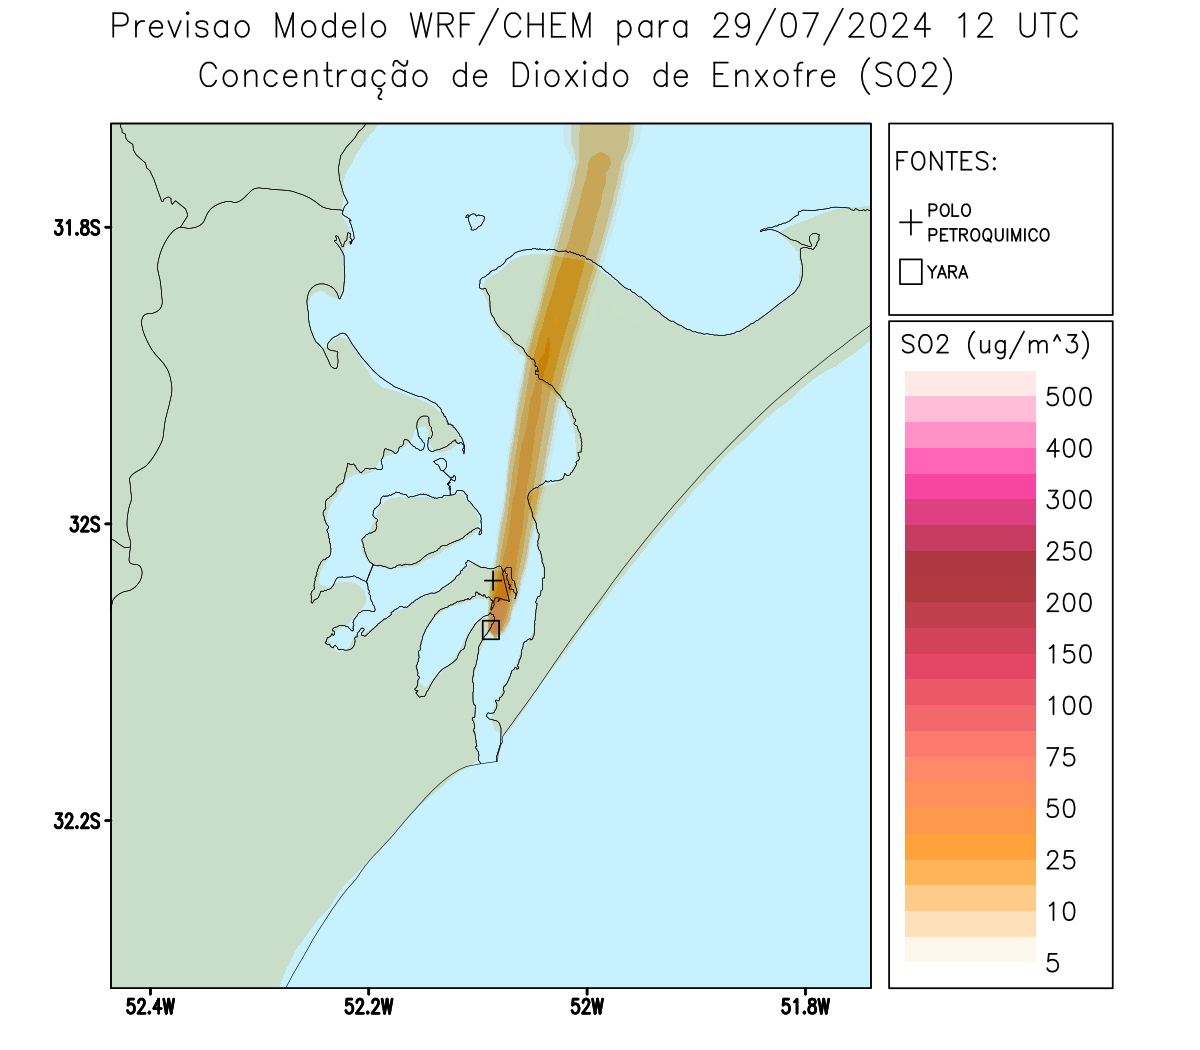 Previsao Modelo WRF/CHEM para 29/07/2024 12 UTC
Concentração de Dioxido de Enxofre (SO2)
FONTES:
POLO
PETROQUIMICO
YARA
SO2 (ug/m^3)
500
400
300
250
200
150
100
75
50
25
10
5
31.8S
32S
32.2S
52.4W
52.2W
52W
51.8W